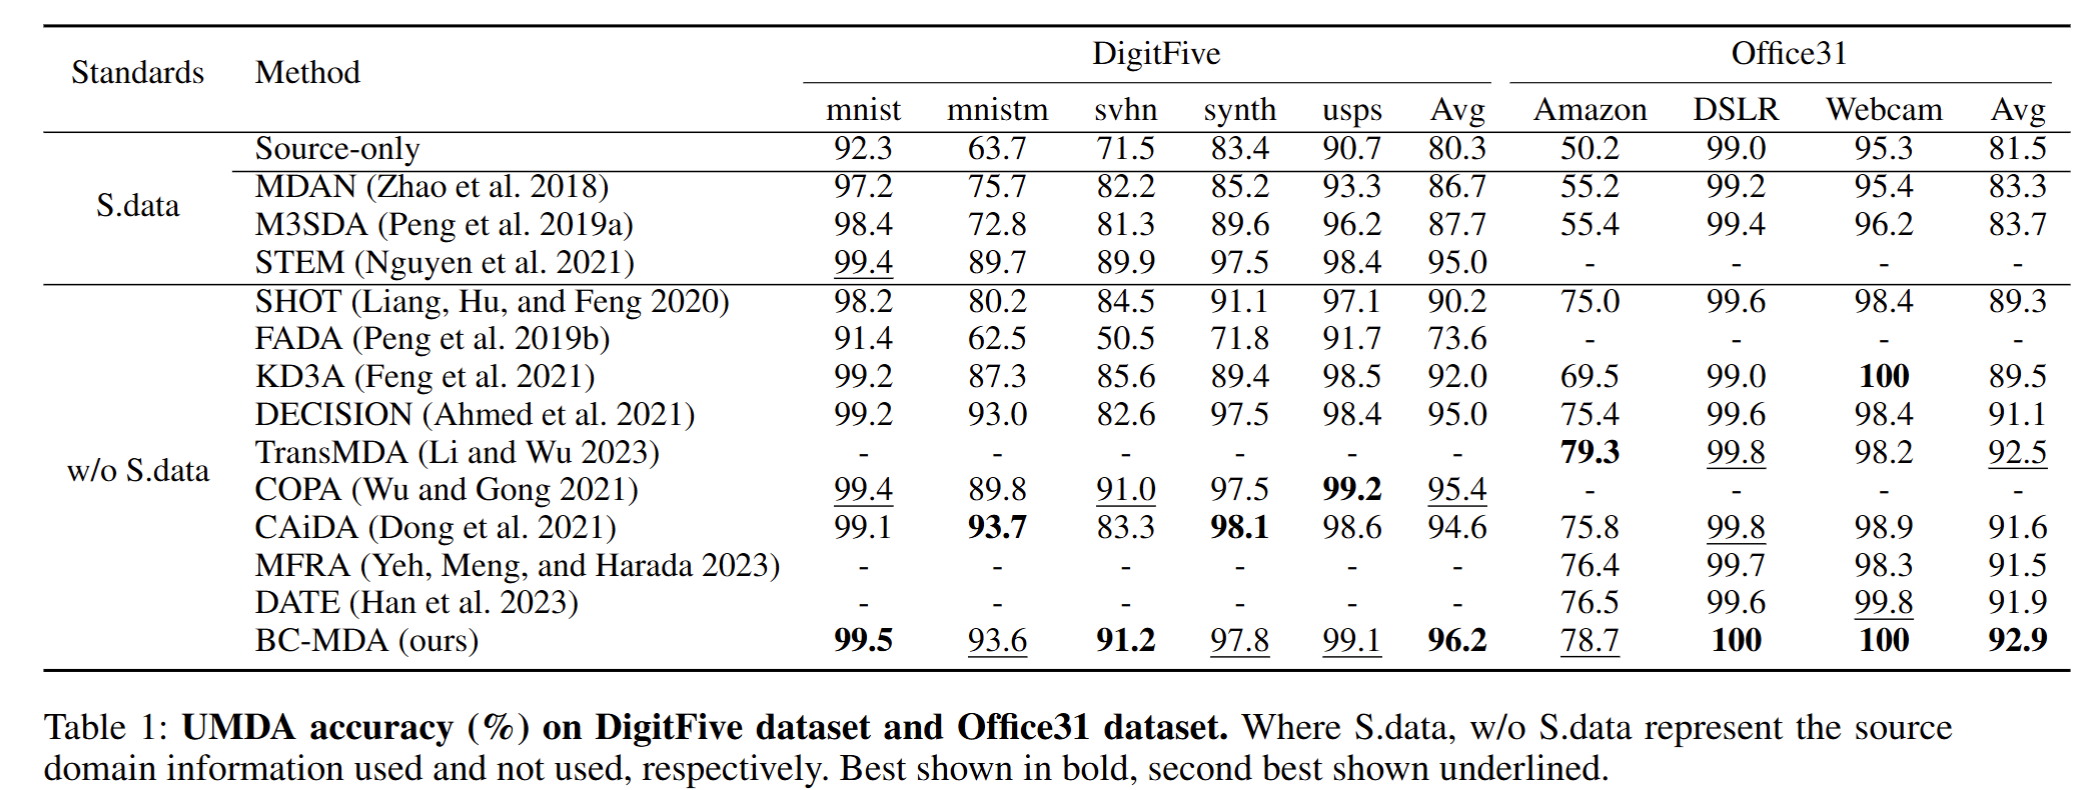 Standards Method DigitFive Office31
mnist mnistm svhn synth usps Avg Amazon DSLR Webcam Avg
S.data
Source-only 92.3 63.7 71.5 83.4 90.7 80.3 50.2 99.0 95.3 81.5
MDAN (Zhao et al. 2018) 97.2 75.7 82.2 85.2 93.3 86.7 55.2 99.2 95.4 83.3
M3SDA (Peng et al. 2019a) 98.4 72.8 81.3 89.6 96.2 87.7 55.4 99.4 96.2 83.7
STEM (Nguyen et al. 2021) 99.4 89.7 89.9 97.5 98.4 95.0 - - - -
w/o S.data
SHOT (Liang, Hu, and Feng 2020) 98.2 80.2 84.5 91.1 97.1 90.2 75.0 99.6 98.4 89.3
FADA (Peng et al. 2019b) 91.4 62.5 50.5 71.8 91.7 73.6 - - - -
KD3A (Feng et al. 2021) 99.2 87.3 85.6 89.4 98.5 92.0 69.5 99.0 100 89.5
DECISION (Ahmed et al. 2021) 99.2 93.0 82.6 97.5 98.4 95.0 75.4 99.6 98.4 91.1
TransMDA (Li and Wu 2023) - - - - - - 79.3 99.8 98.2 92.5
COPA (Wu and Gong 2021) 99.4 89.8 91.0 97.5 99.2 95.4 - - - -
CAiDA (Dong et al. 2021) 99.1 93.7 83.3 98.1 98.6 94.6 75.8 99.8 98.9 91.6
MFRA (Yeh, Meng, and Harada 2023) - - - - - - 76.4 99.7 98.3 91.5
DATE (Han et al. 2023) - - - - - - 76.5 99.6 99.8 91.9
BC-MDA (ours) 99.5 93.6 91.2 97.8 99.1 96.2 78.7 100 100 92.9
Table 1: UMDA accuracy (%) on DigitFive dataset and Office31 dataset. Where S.data, w/o S.data represent the source
domain information used and not used, respectively. Best shown in bold, second best shown underlined.